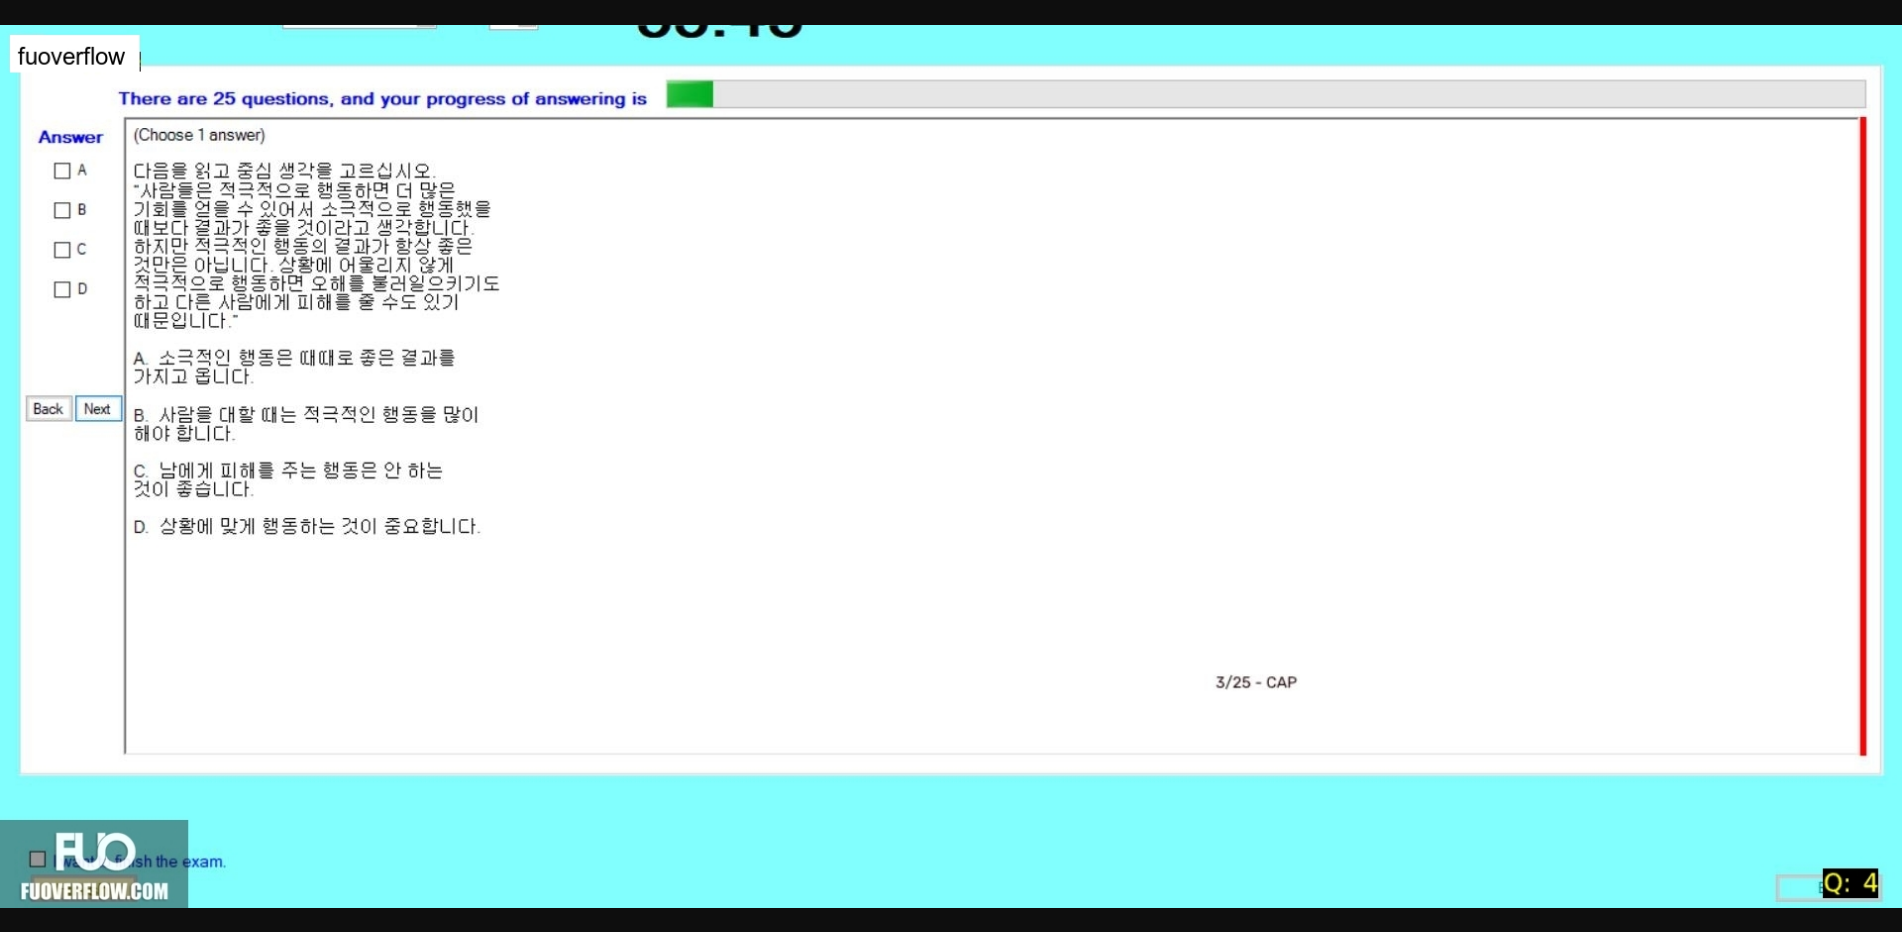 fuoverflow
There are 25 questions, and your progress of answering is
Answer
(Choose 1 answer)
A
B
C
D
다음을 읽고 중심 생각을 고르십시오.
"사람들은 적극적으로 행동하면 더 많은
기회를 얻을 수 있어서 소극적으로 행동했을
때보다 결과가 좋을 것이라고 생각합니다.
하지만 적극적인 행동의 결과가 항상 좋은
것만은 아닙니다. 상황에 어울리지 않게
적극적으로 행동하면 오해를 불러일으키기도
하고 다른 사람에게 피해를 줄 수도 있기
때문입니다."
A. 소극적인 행동은 때때로 좋은 결과를
가지고 옵니다.
Back Next
B. 사람을 대할 때는 적극적인 행동을 많이
해야 합니다.
C. 남에게 피해를 주는 행동은 안 하는
것이 좋습니다.
D. 상황에 맞게 행동하는 것이 중요합니다.
3/25 - CAP
FUO
the exam.
FUOVERFLOW.COM
Q: 4